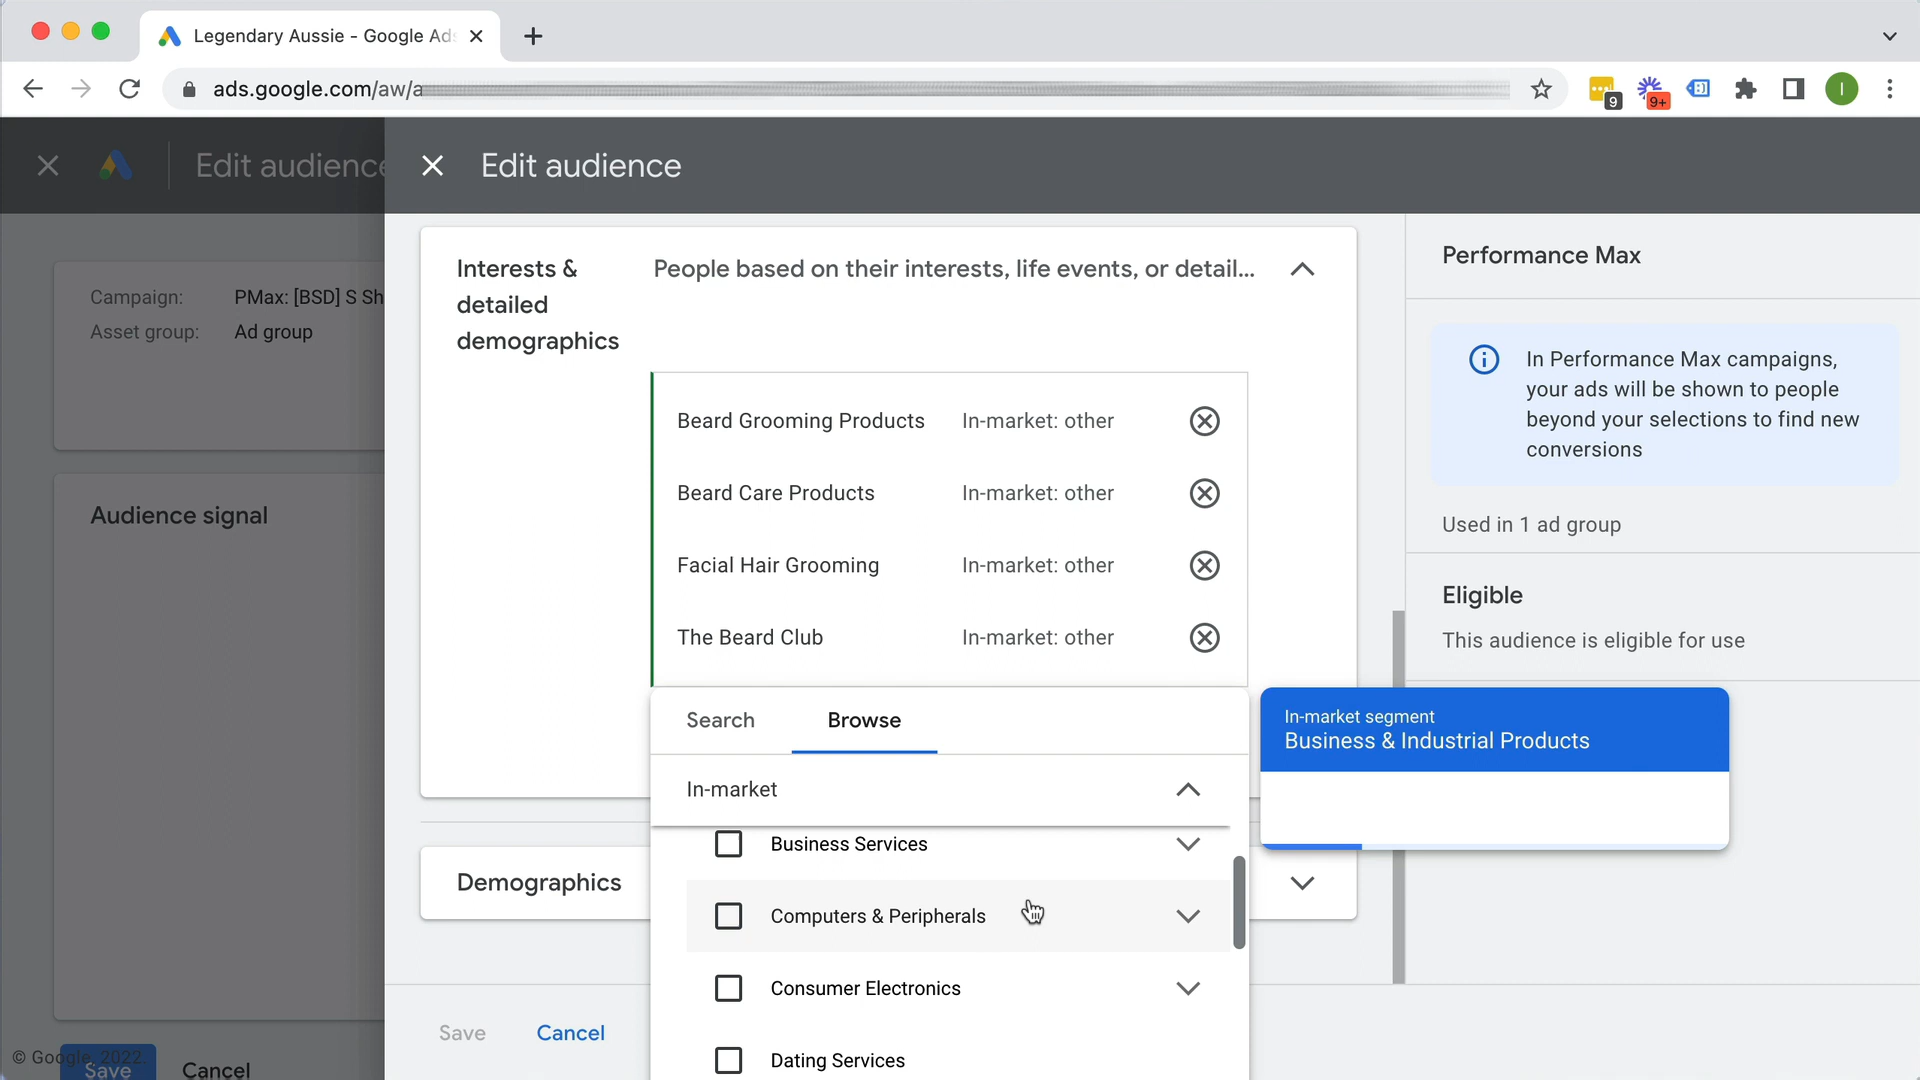 Legendary Aussie - Google Ads
ads.google.com/aw/a
9
9+
I
Edit audience
Edit audience
Campaign:
PMax: [BSD] S Sh
Asset group:
Ad group
Audience signal
Interests &
detailed
demographics
People based on their interests, life events, or detail...
Beard Grooming Products
In-market: other
Beard Care Products
In-market: other
Facial Hair Grooming
In-market: other
The Beard Club
In-market: other
Search
Browse
In-market
Business Services
Computers & Peripherals
Consumer Electronics
Dating Services
Demographics
Save
Cancel
© Google, 2022.
Save
Cancel
Performance Max
In Performance Max campaigns,
your ads will be shown to people
beyond your selections to find new
conversions
Used in 1 ad group
Eligible
This audience is eligible for use
In-market segment
Business & Industrial Products